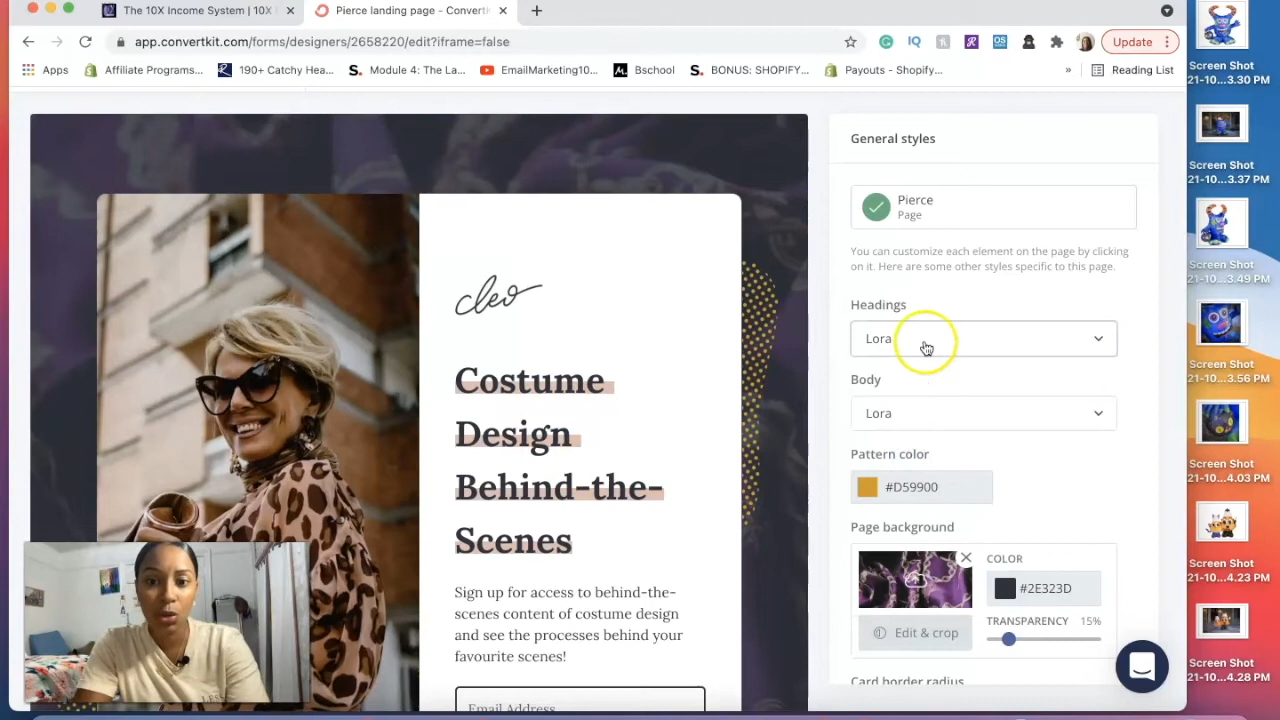 The 10X Income System | 10X
Pierce landing page - ConvertK
app.convertkit.com/forms/designers/2658220/edit?iframe=false
Update
Apps
Affiliate Programs...
190+ Catchy Hea...
Module 4: The La...
EmailMarketing10...
Bschool
BONUS: SHOPIFY...
Payouts - Shopify...
»
Reading List
cleo
Costume
Design
Behind-the-
Scenes
Sign up for access to behind-the-
scenes content of costume design
and see the processes behind your
favourite scenes!
Email Address
General styles
Pierce
Page
You can customize each element on the page by clicking
on it. Here are some other styles specific to this page.
Headings
Lora
Body
Lora
Pattern color
#D59900
Page background
COLOR
#2E323D
TRANSPARENCY 15%
Edit & crop
Card border radius
Screen Shot
21-10...3.30 PM
Screen Shot
21-10...3.37 PM
Screen Shot
21-10...3.49 PM
Screen Shot
21-10...3.56 PM
Screen Shot
21-10...4.03 PM
Screen Shot
21-10...4.23 PM
Screen Shot
21-10...4.28 PM